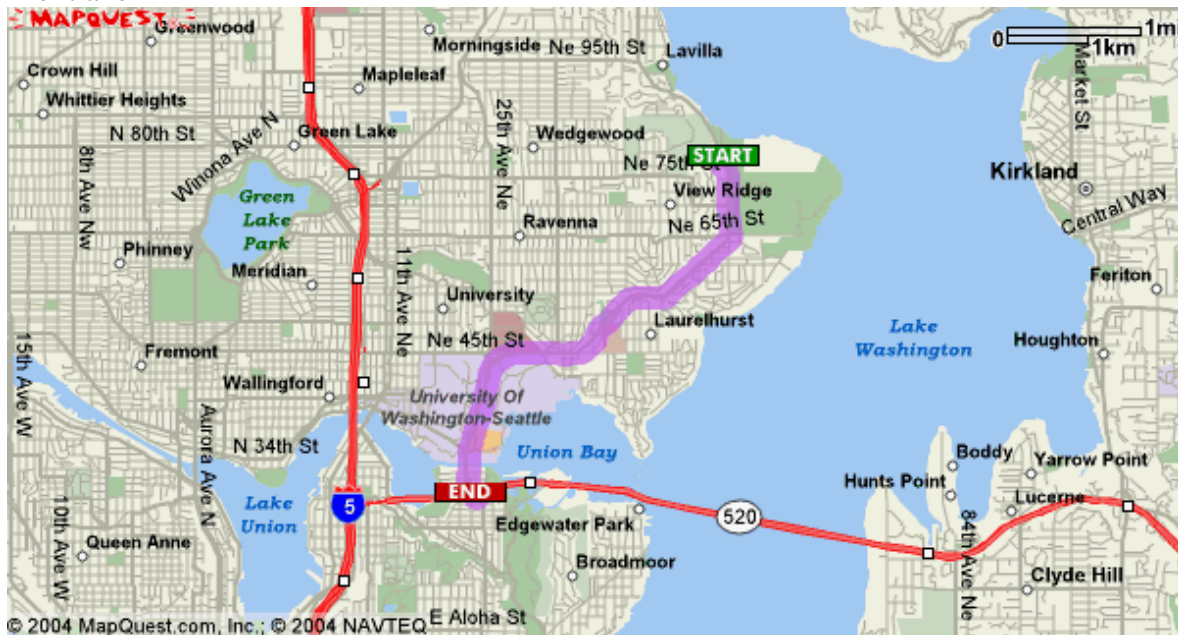 MAPQUEST
Greenwood
Morningside
Ne 95th St
Lavilla
0
1mi
1km
Crown Hill
Mapleleaf
Market St
Whittier Heights
N 80th St
Winona Ave N
Green Lake
25th Ave Ne
Wedgewood
Ne 75th St
START
Kirkland
8th Ave Nw
Green
Lake
Park
View Ridge
Central Way
Ne 65th St
Ravenna
Phinney
11th Ave Ne
Meridian
University
Feriton
Ne 45th St
Laurelhurst
Lake
Washington
Houghton
15th Ave W
Fremont
Wallingford
University Of
Washington-Seattle
Aurora Ave N
N 34th St
Union Bay
Boddy
Yarrow Point
Hunts Point
Lucerne
END
Lake
Union
5
Edgewater Park
520
84th Ave Ne
10th Ave W
Queen Anne
Broadmoor
Clyde Hill
E Aloha St
© 2004 MapQuest.com, Inc.; © 2004 NAVTEQ